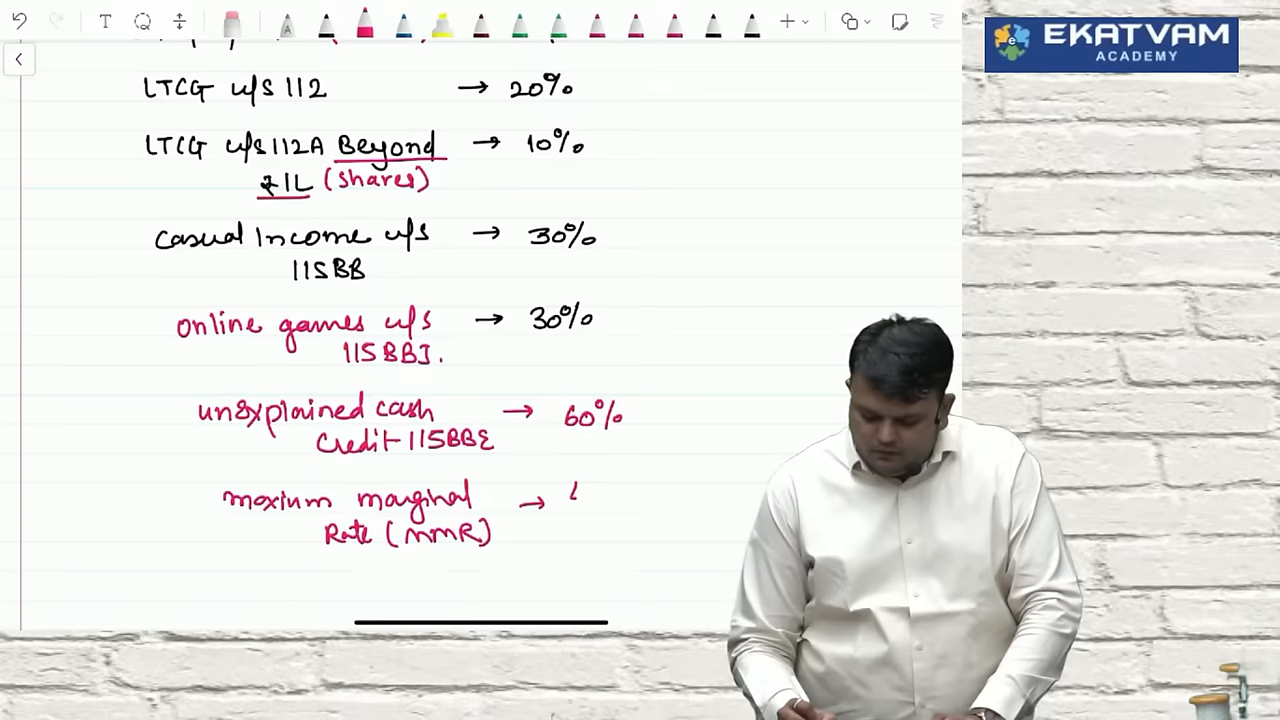 EKATVAM
ACADEMY
LTCG u/s 112 → 20%
LTCG u/s 112A Beyond → 10%
₹1L (shares)
Casual Income u/s → 30%
115BB
online games u/s → 30%
115BBJ.
unexplained cash → 60%
Credit-115BBE
maxium marginal →
Rate (MMR)